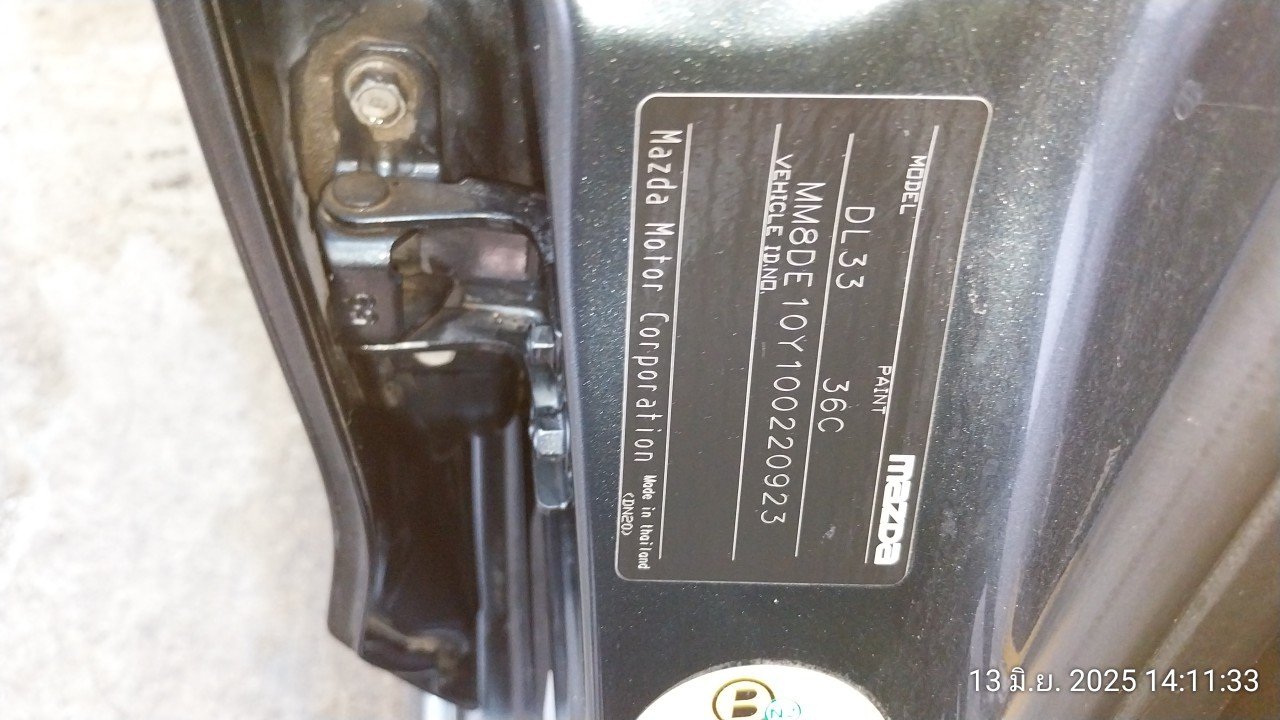 mazda
MODEL PAINT
DL33 36C
MM8DE10Y100220923
VEHICLE ID.NO.
Mazda Motor Corporation Made in thailand
(DN20)
B
13 มิ.ย. 2025 14:11:33